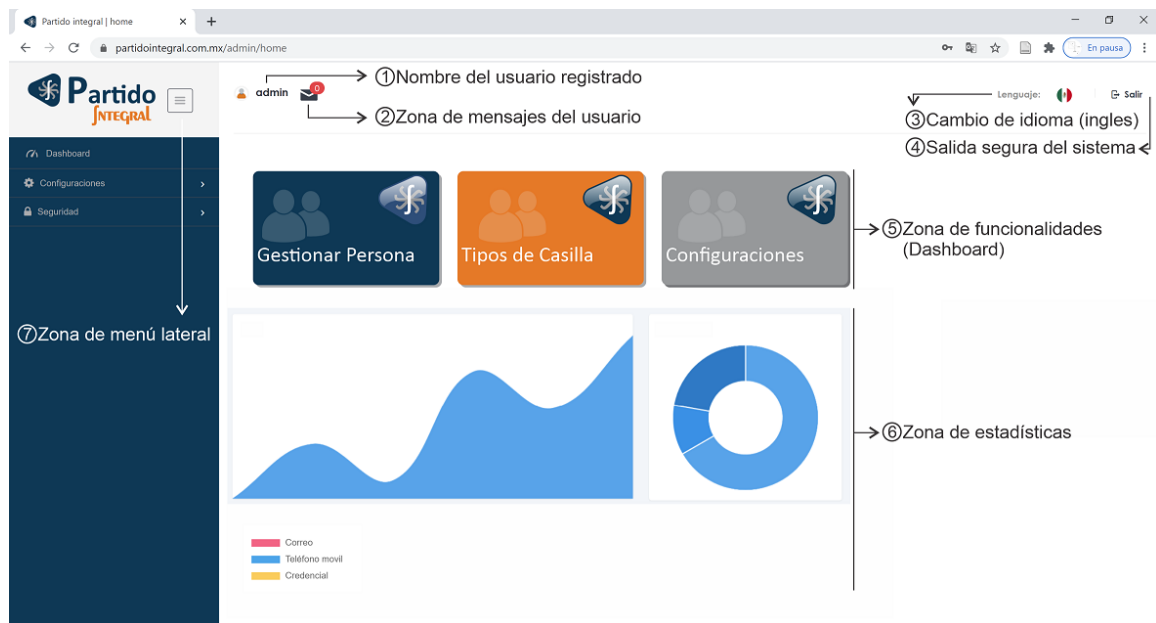 Partido integral | home
partidointegral.com.mx/admin/home
En pausa
Partido
INTEGRAL
admin
0
①Nombre del usuario registrado
②Zona de mensajes del usuario
Lenguaje:
Salir
③Cambio de idioma (ingles)
④Salida segura del sistema
Dashboard
Configuraciones
Seguridad
Gestionar Persona
Tipos de Casilla
Configuraciones
⑤Zona de funcionalidades
(Dashboard)
⑦Zona de menú lateral
⑥Zona de estadísticas
Correo
Teléfono movil
Credencial